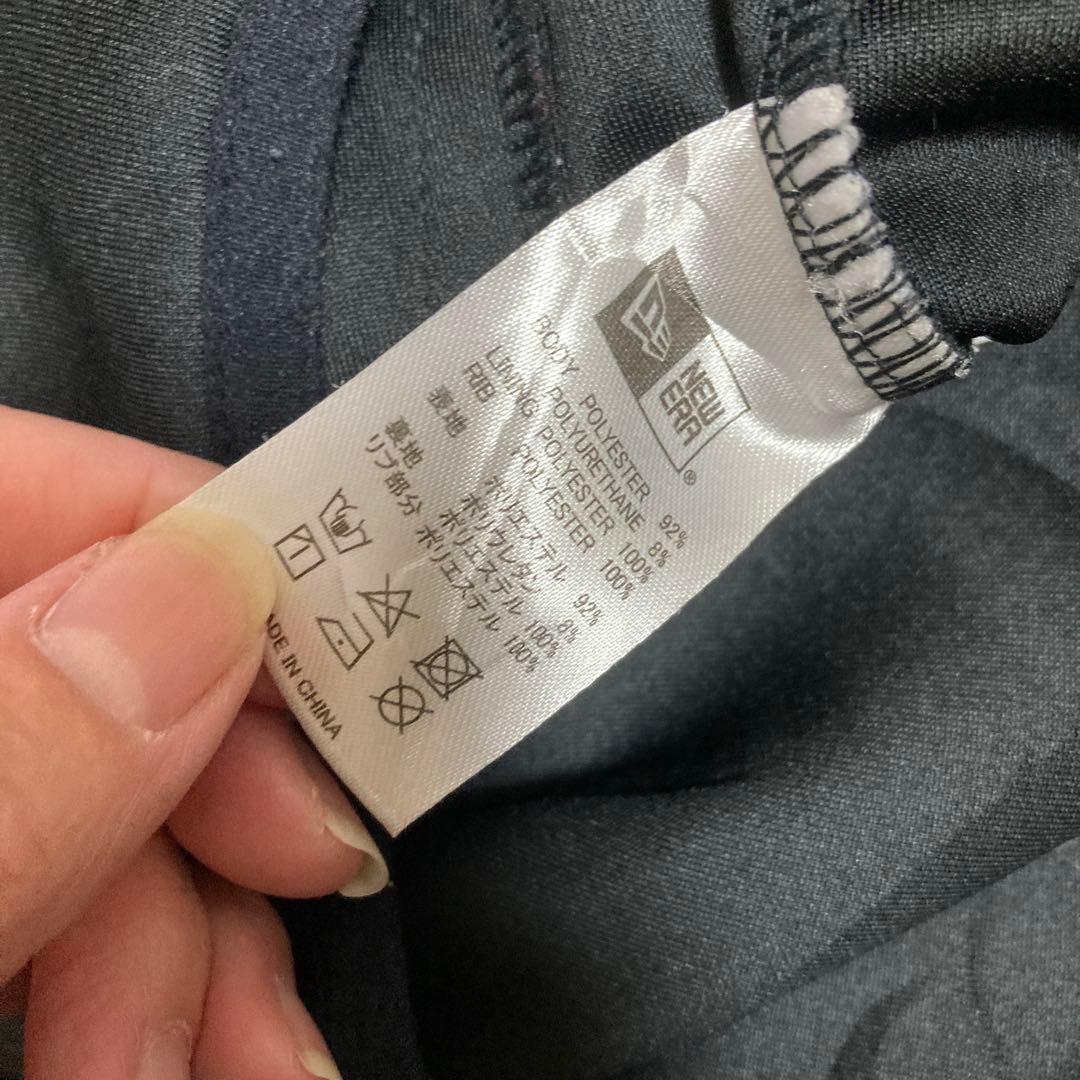 NEW
ERA
®
BODY POLYESTER 92%
POLYURETHANE 8%
LINING POLYESTER 100%
RIB POLYESTER 100%
表地 ポリエステル 92%
ポリウレタン 8%
裏地 ポリエステル 100%
リブ部分 ポリエステル 100%
IN CHINA